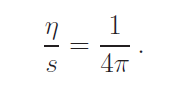 η/s = 1/4π .